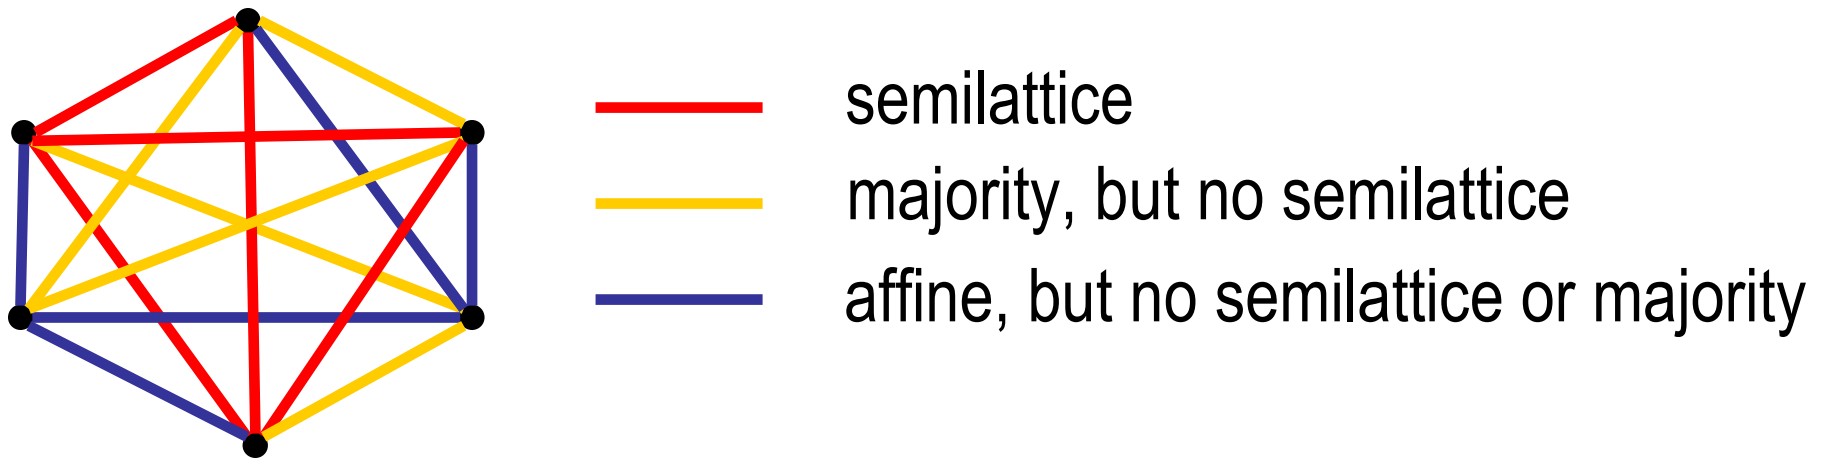 semilattice
majority, but no semilattice
affine, but no semilattice or majority